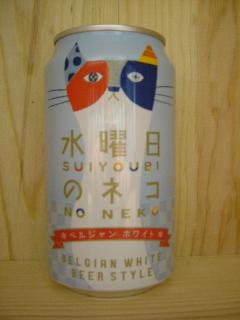 水曜日
SUIYOUBI
のネコ
NO NEKO
ベルジャン ホワイト
BELGIAN WHITE
BEER STYLE